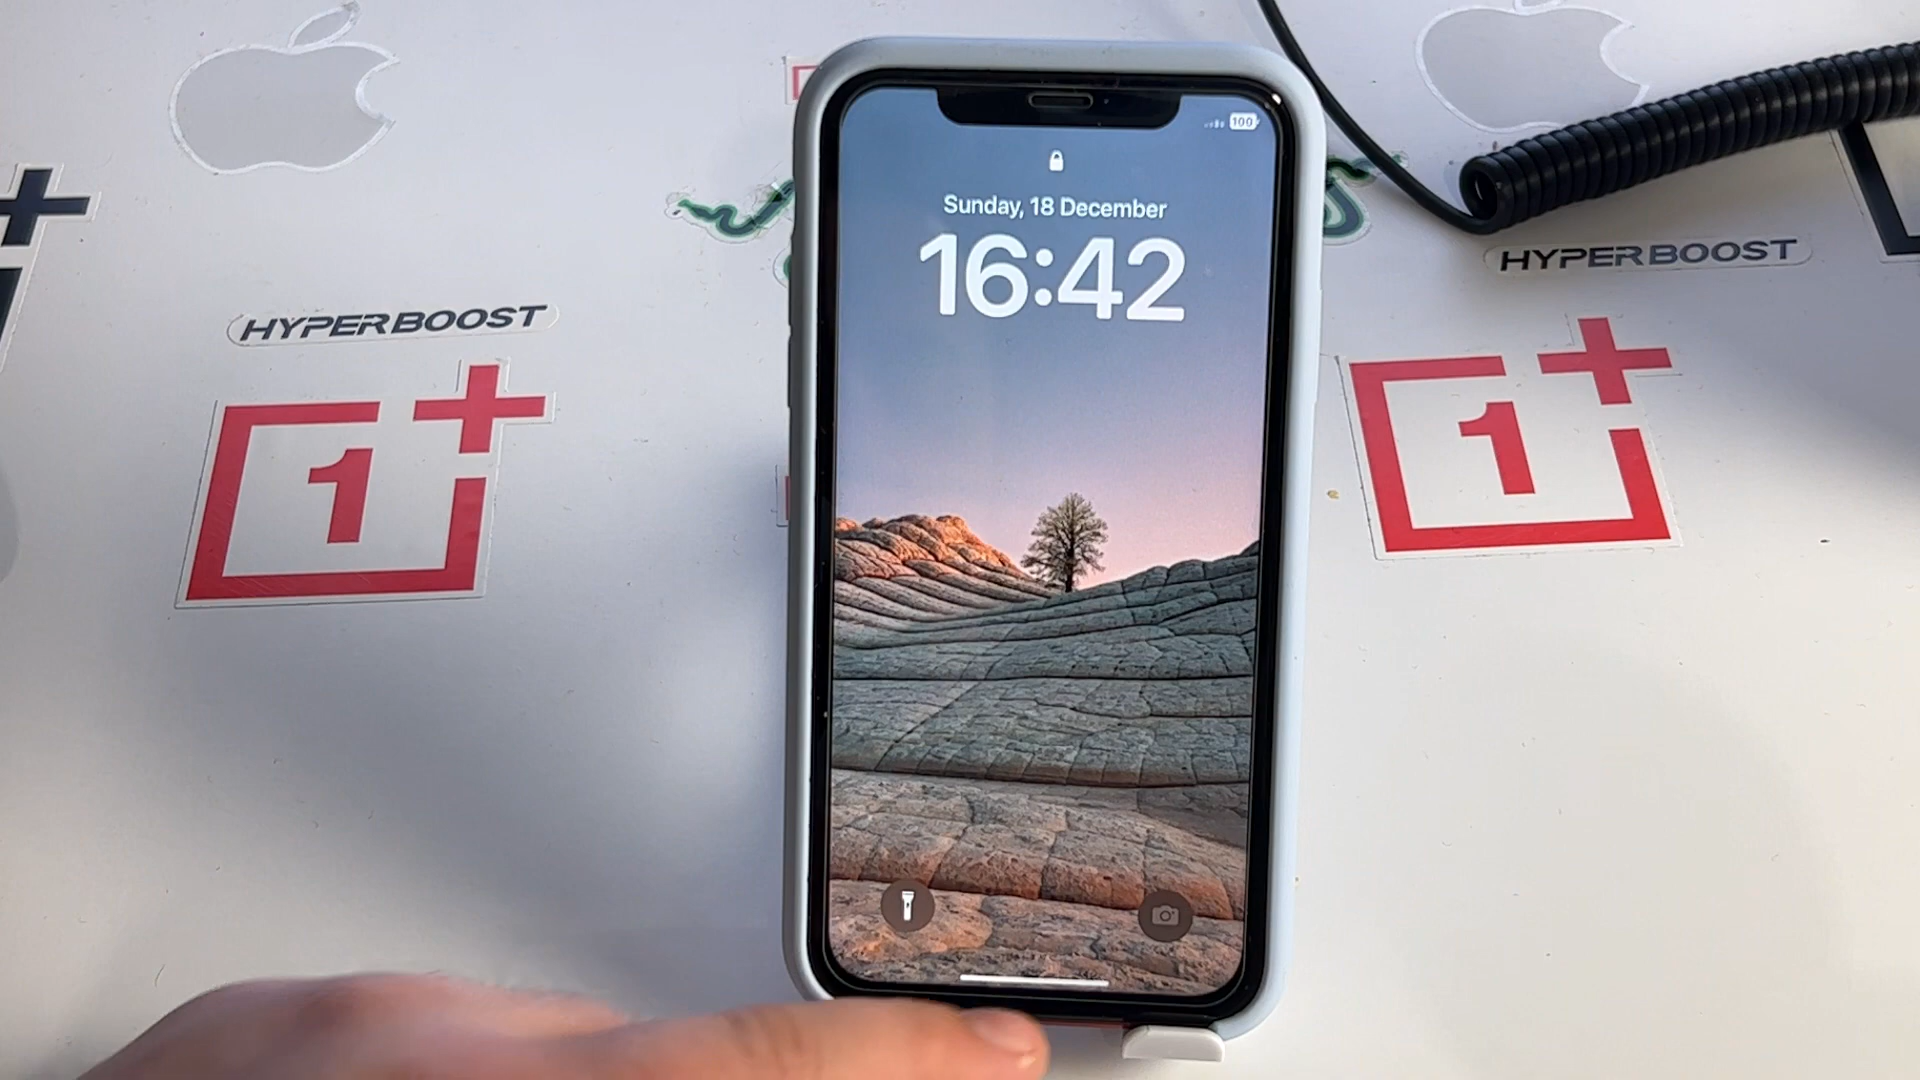 100
Sunday, 18 December
16:42
HYPERBOOST
HYPERBOOST
1+
1+